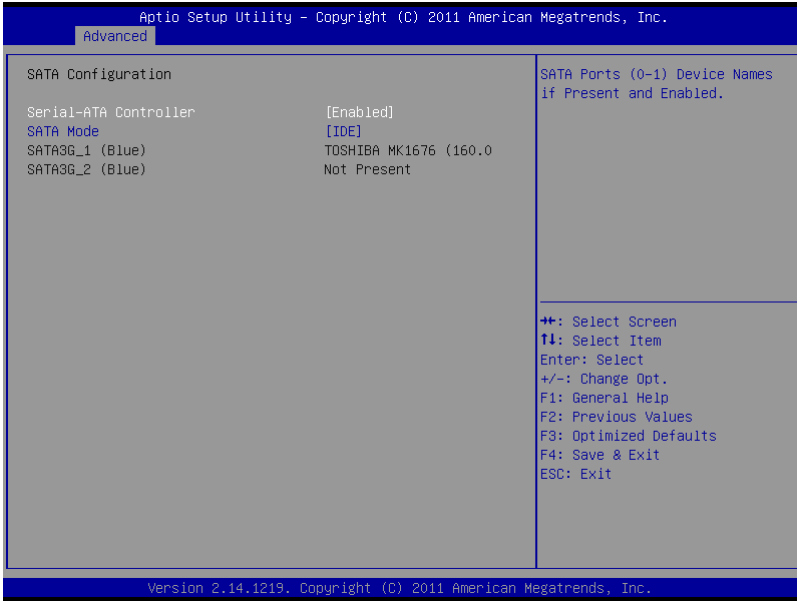 Aptio Setup Utility – Copyright (C) 2011 American Megatrends, Inc.
Advanced
SATA Configuration
Serial-ATA Controller [Enabled]
SATA Mode [IDE]
SATA3G_1 (Blue) TOSHIBA MK1676 (160.0
SATA3G_2 (Blue) Not Present
SATA Ports (0-1) Device Names
if Present and Enabled.
→←: Select Screen
↑↓: Select Item
Enter: Select
+/-: Change Opt.
F1: General Help
F2: Previous Values
F3: Optimized Defaults
F4: Save & Exit
ESC: Exit
Version 2.14.1219. Copyright (C) 2011 American Megatrends, Inc.